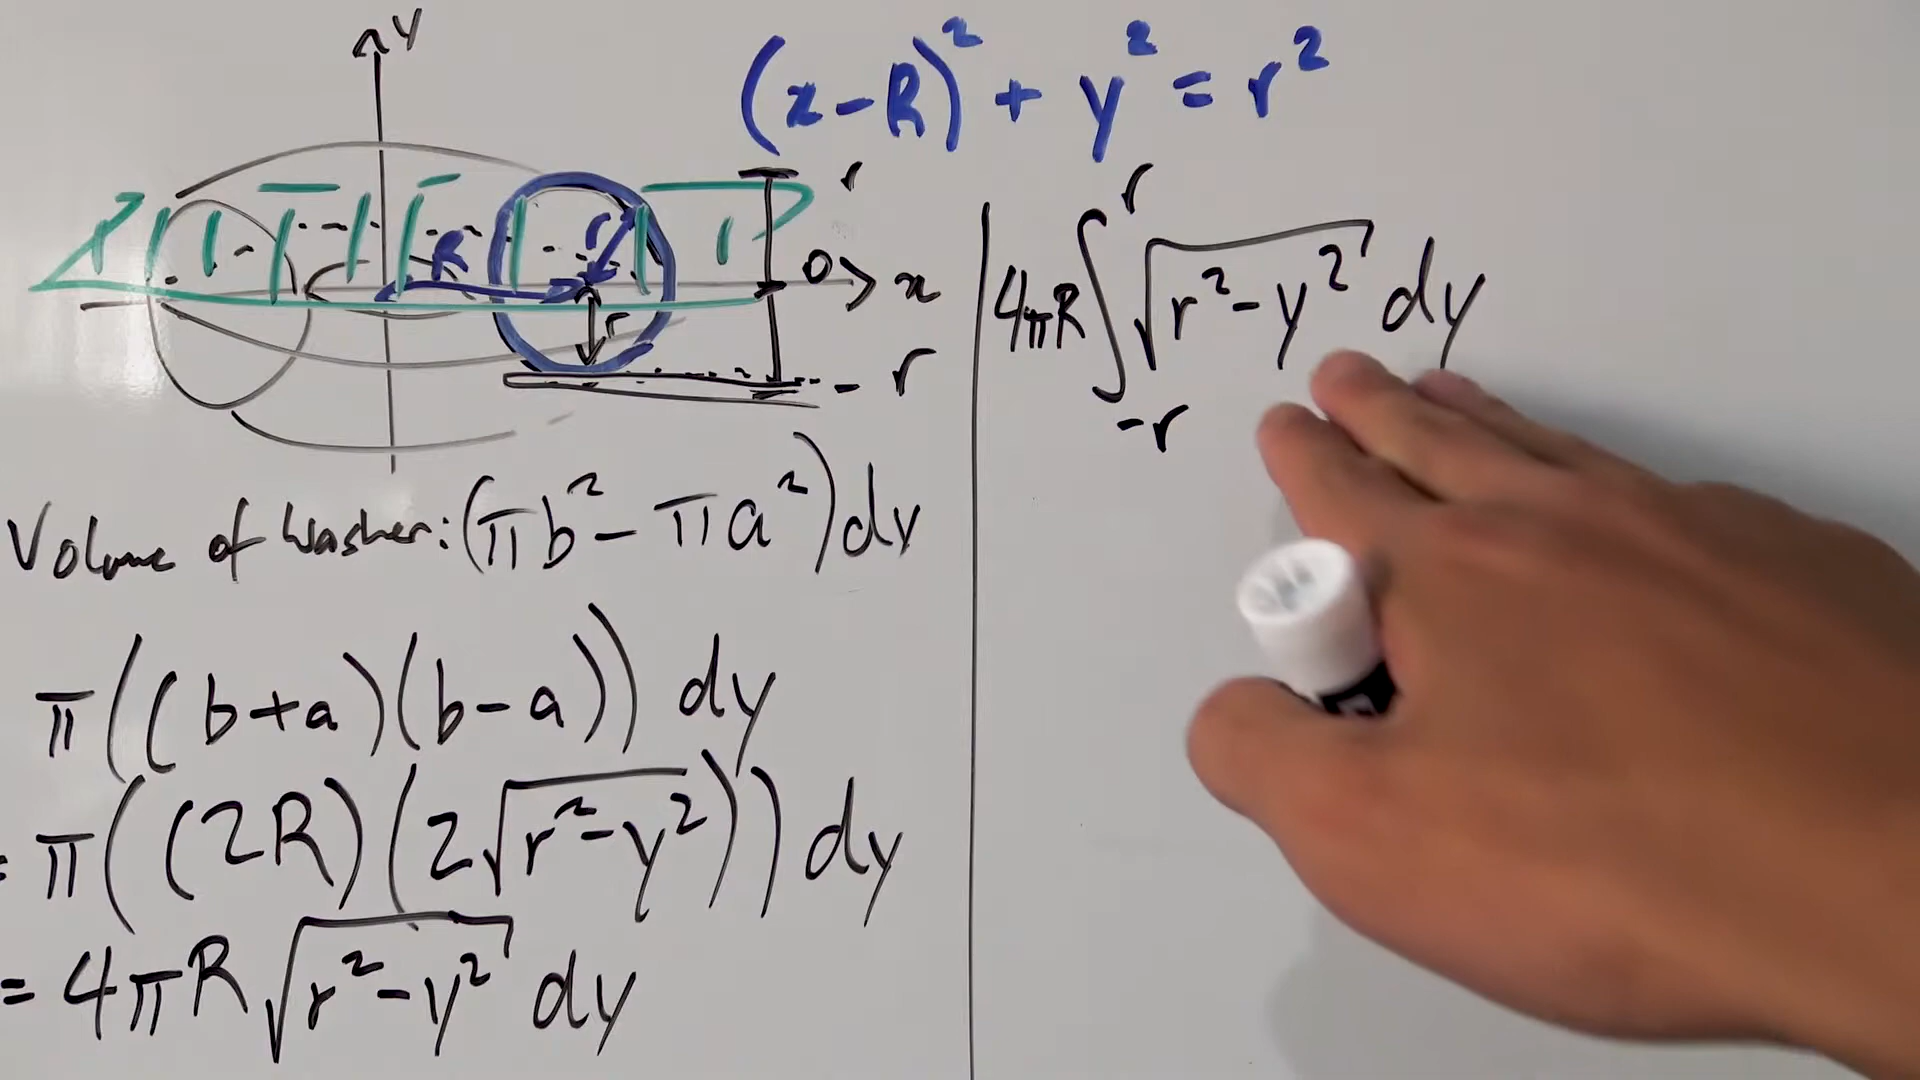 y
(x-R)² + y² = r²
r
R
r
0
x
r
- r
4πR ∫ r -r √(r²-y²) dy
Volume of Washer: (πb² - πa²)dy
π((b+a)(b-a)) dy
= π((2R)(2√(r²-y²))) dy
= 4πR √(r²-y²) dy